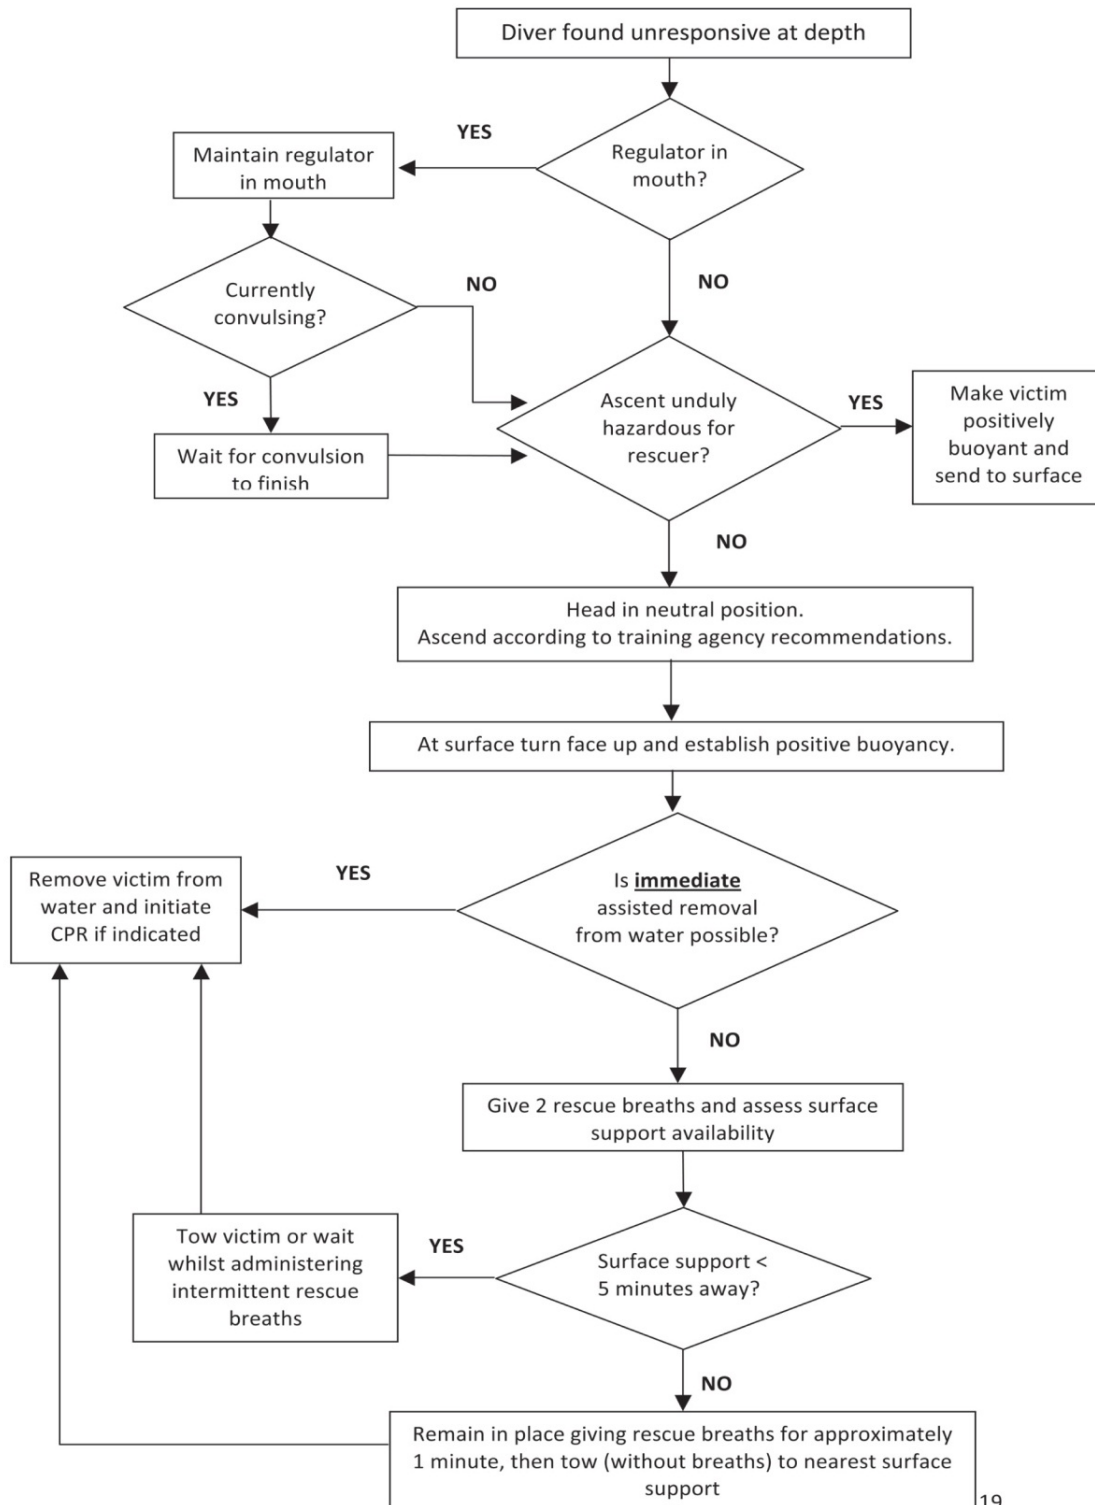 Diver found unresponsive at depth
YES
Maintain regulator
in mouth
Regulator in
mouth?
Currently
convulsing?
NO
NO
YES
Wait for convulsion
to finish
Ascent unduly
hazardous for
rescuer?
YES
Make victim
positively
buoyant and
send to surface
NO
Head in neutral position.
Ascend according to training agency recommendations.
At surface turn face up and establish positive buoyancy.
Remove victim from
water and initiate
CPR if indicated
YES
Is immediate
assisted removal
from water possible?
NO
Give 2 rescue breaths and assess surface
support availability
Tow victim or wait
whilst administering
intermittent rescue
breaths
YES
Surface support <
5 minutes away?
NO
Remain in place giving rescue breaths for approximately
1 minute, then tow (without breaths) to nearest surface
support
19